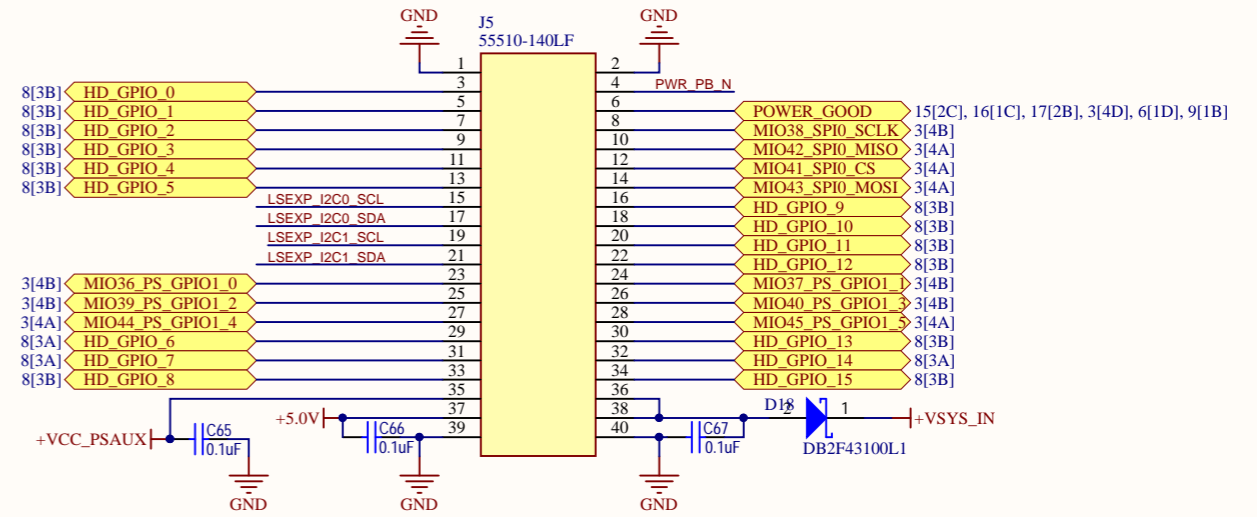 GND
J5
55510-140LF
GND
1
2
8[3B] HD_GPIO_0 3
4 PWR_PB_N
8[3B] HD_GPIO_1 5
6 POWER_GOOD 15[2C], 16[1C], 17[2B], 3[4D], 6[1D], 9[1B]
8[3B] HD_GPIO_2 7
8 MIO38_SPI0_SCLK 3[4B]
8[3B] HD_GPIO_3 9
10 MIO42_SPI0_MISO 3[4A]
8[3B] HD_GPIO_4 11
12 MIO41_SPI0_CS 3[4A]
8[3B] HD_GPIO_5 13
14 MIO43_SPI0_MOSI 3[4A]
LSEXP_I2C0_SCL 15
16 HD_GPIO_9 8[3B]
LSEXP_I2C0_SDA 17
18 HD_GPIO_10 8[3B]
LSEXP_I2C1_SCL 19
20 HD_GPIO_11 8[3B]
LSEXP_I2C1_SDA 21
22 HD_GPIO_12 8[3B]
3[4B] MIO36_PS_GPIO1_0 23
24 MIO37_PS_GPIO1_1 3[4B]
3[4B] MIO39_PS_GPIO1_2 25
26 MIO40_PS_GPIO1_3 3[4B]
3[4A] MIO44_PS_GPIO1_4 27
28 MIO45_PS_GPIO1_5 3[4A]
8[3A] HD_GPIO_6 29
30 HD_GPIO_13 8[3B]
8[3A] HD_GPIO_7 31
32 HD_GPIO_14 8[3A]
8[3B] HD_GPIO_8 33
34 HD_GPIO_15 8[3B]
35
36
+5.0V 37
38 D18 2 1 +VSYS_IN
+VCC_PSAUX C65
0.1uF
C66
0.1uF
39
40
C67
0.1uF
DB2F43100L1
GND
GND
GND